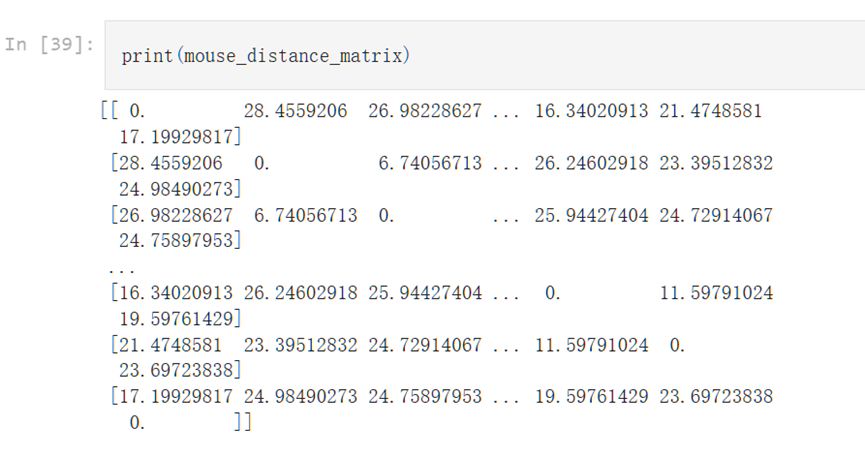 In [39]:
print(mouse_distance_matrix)
[[ 0.          28.4559206  26.98228627 ... 16.34020913 21.4748581
  17.19929817]
 [28.4559206   0.          6.74056713 ... 26.24602918 23.39512832
  24.98490273]
 [26.98228627  6.74056713  0.         ... 25.94427404 24.72914067
  24.75897953]
 ...
 [16.34020913 26.24602918 25.94427404 ...  0.         11.59791024
  19.59761429]
 [21.4748581  23.39512832 24.72914067 ... 11.59791024  0.
  23.69723838]
 [17.19929817 24.98490273 24.75897953 ... 19.59761429 23.69723838
   0.        ]]